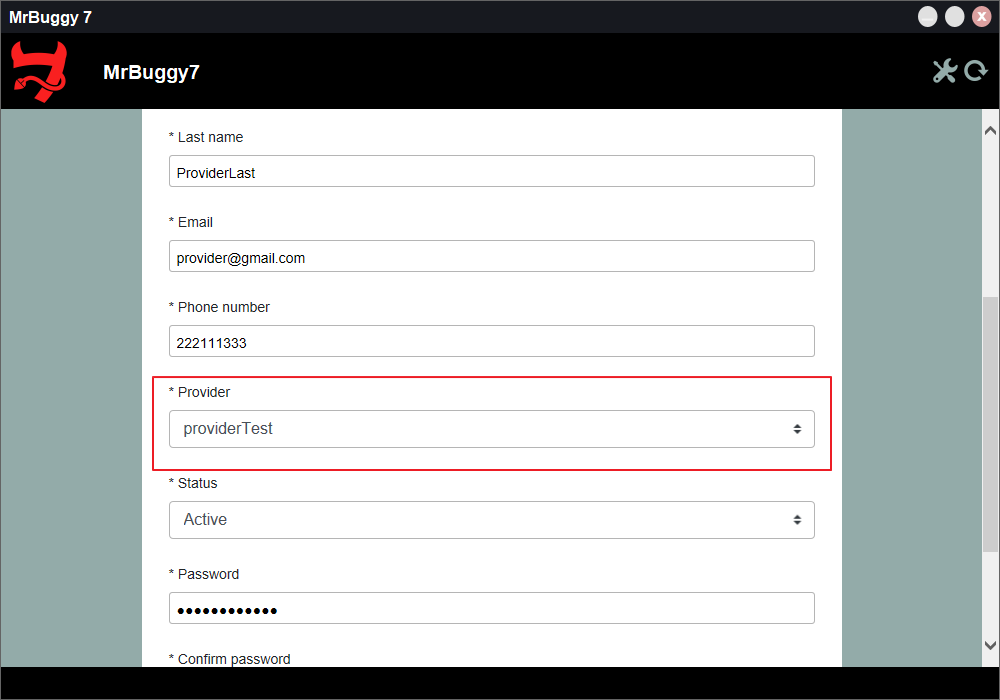 MrBuggy 7
MrBuggy7
* Last name
ProviderLast
* Email
provider@gmail.com
* Phone number
222111333
* Provider
providerTest
* Status
Active
* Password
●●●●●●●●●●●●
* Confirm password